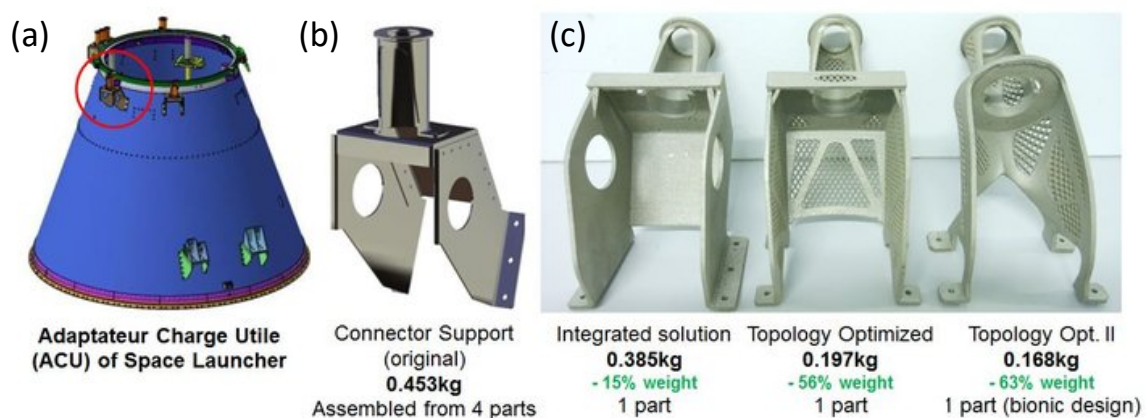 (a)
Adaptateur Charge Utile
(ACU) of Space Launcher
(b)
Connector Support
(original)
0.453kg
Assembled from 4 parts
(c)
Integrated solution
0.385kg
- 15% weight
1 part
Topology Optimized
0.197kg
- 56% weight
1 part
Topology Opt. II
0.168kg
- 63% weight
1 part (bionic design)